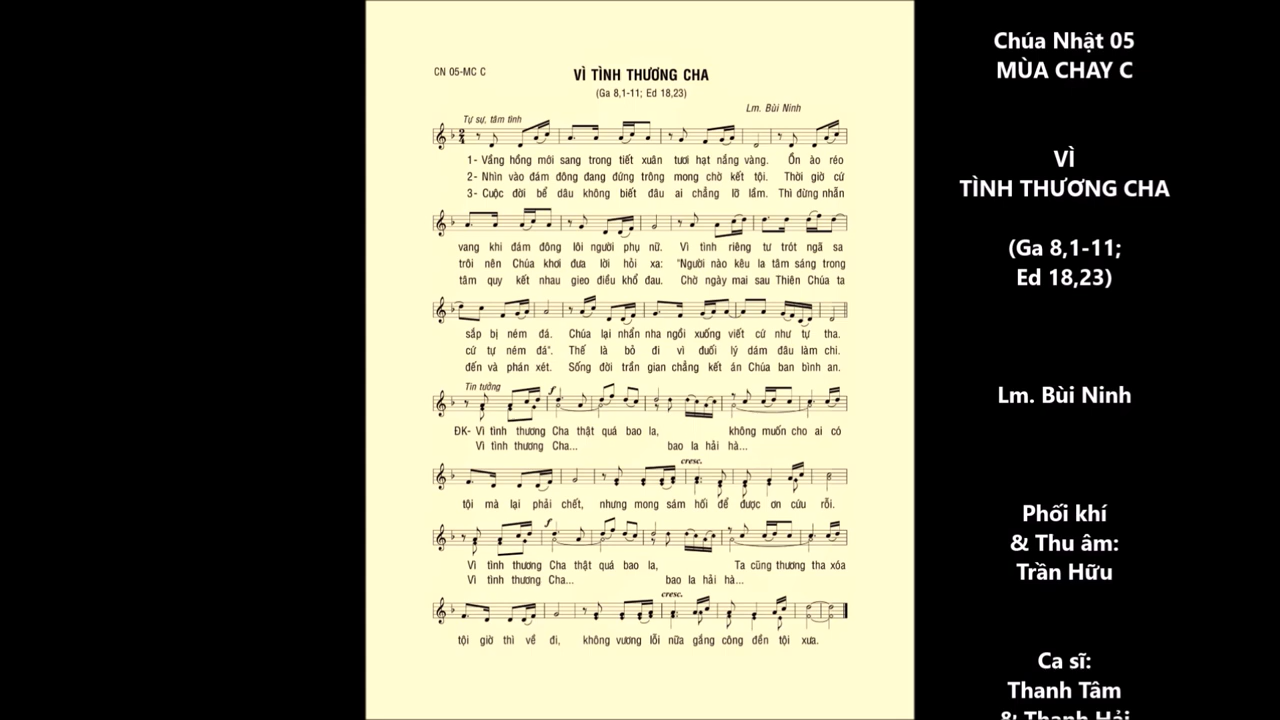 CN 05-MC C
VÌ TÌNH THƯƠNG CHA
(Ga 8,1-11; Ed 18,23)
Lm. Bùi Ninh
Tự sự, tâm tình
1- Vầng hồng mới sang trong tiết xuân tươi hạt nắng vàng. Ồn ào réo
2- Nhìn vào đám đông đang đứng trông mong chờ kết tội. Thời giờ cứ
3- Cuộc đời bể dâu không biết đâu ai chẳng lỡ lầm. Thì đừng nhẫn
vang khi đám đông lôi người phụ nữ. Vì tình riêng tư trót ngã sa
trôi nên Chúa khơi đưa lời hỏi xa: "Người nào kêu la tâm sáng trong
tâm quy kết nhau gieo điều khổ đau. Chờ ngày mai sau Thiên Chúa ta
sắp bị ném đá. Chúa lại nhẩn nha ngồi xuống viết cứ như tự tha.
cứ tự ném đá". Thế là bỏ đi vì đuối lý dám đâu làm chi.
đến và phán xét. Sống đời trần gian chẳng kết án Chúa ban bình an.
Tin tưởng
f
ĐK- Vì tình thương Cha thật quá bao la, không muốn cho ai có
Vì tình thương Cha... bao la hải hà...
cresc.
tội mà lại phải chết, nhưng mong sám hối để được ơn cứu rỗi.
f
Vì tình thương Cha thật quá bao la, Ta cũng thương tha xóa
Vì tình thương Cha... bao la hải hà...
cresc.
tội giờ thì về đi, không vương lỗi nữa gắng công đền tội xưa.
Chúa Nhật 05
MÙA CHAY C
VÌ
TÌNH THƯƠNG CHA
(Ga 8,1-11;
Ed 18,23)
Lm. Bùi Ninh
Phối khí
& Thu âm:
Trần Hữu
Ca sĩ:
Thanh Tâm
& Thanh Hải